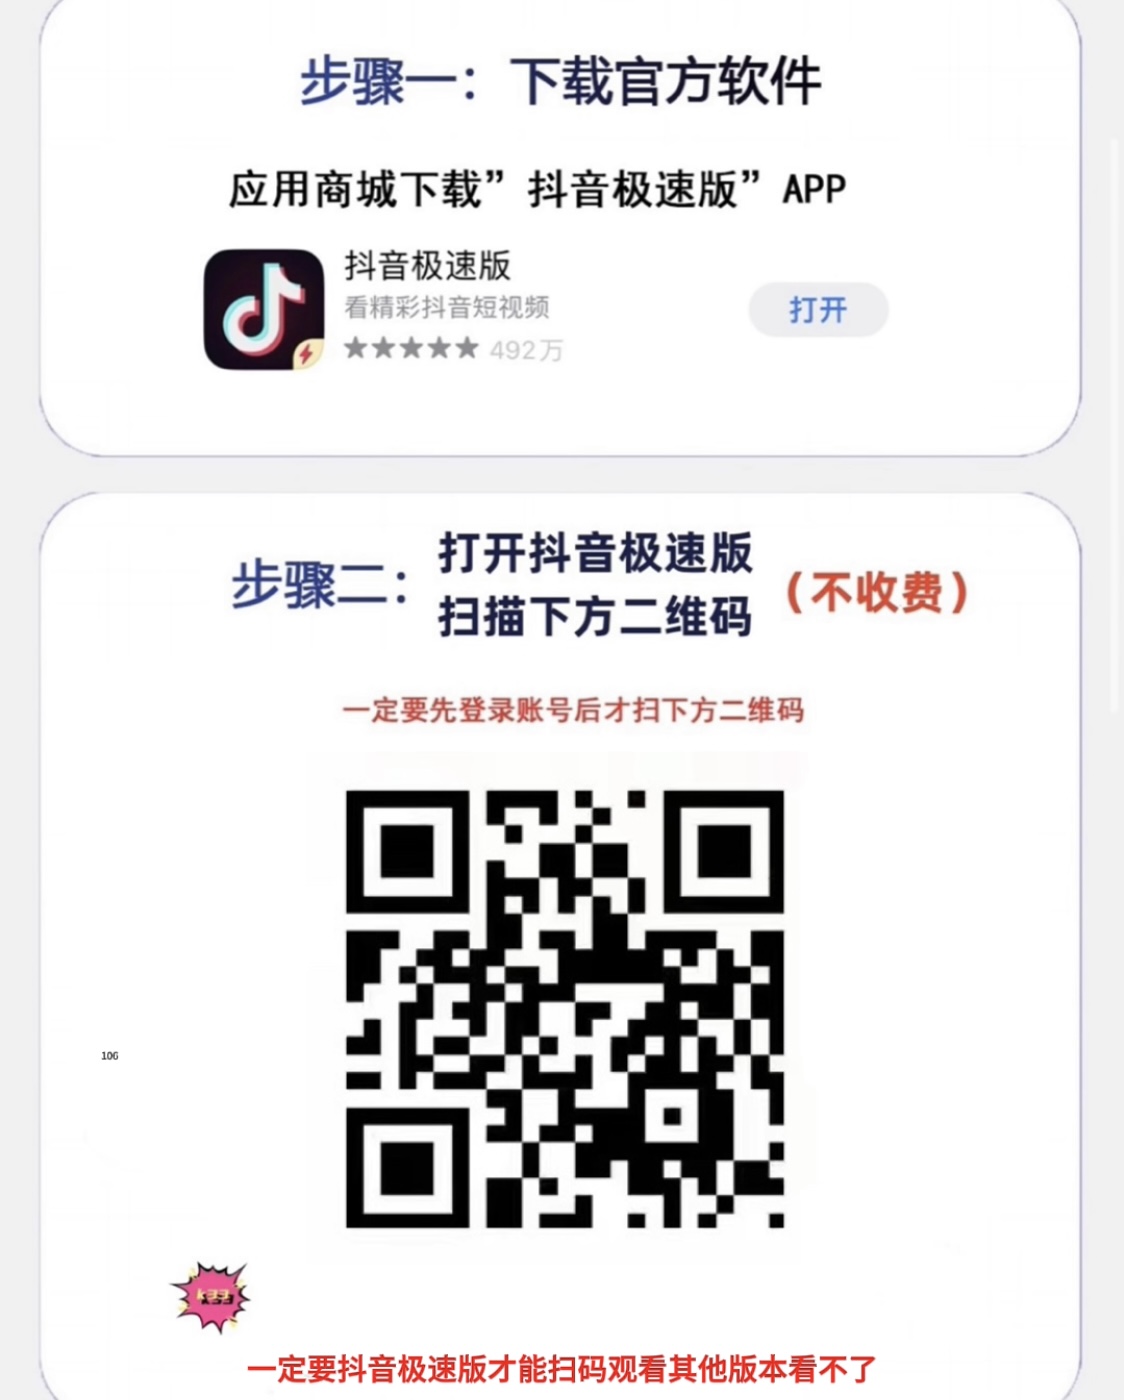 步骤一：下载官方软件
应用商城下载”抖音极速版”APP
抖音极速版
看精彩抖音短视频
492万
打开
步骤二：
打开抖音极速版
扫描下方二维码
（不收费）
一定要先登录账号后才扫下方二维码
106
k33
k33
一定要抖音极速版才能扫码观看其他版本看不了